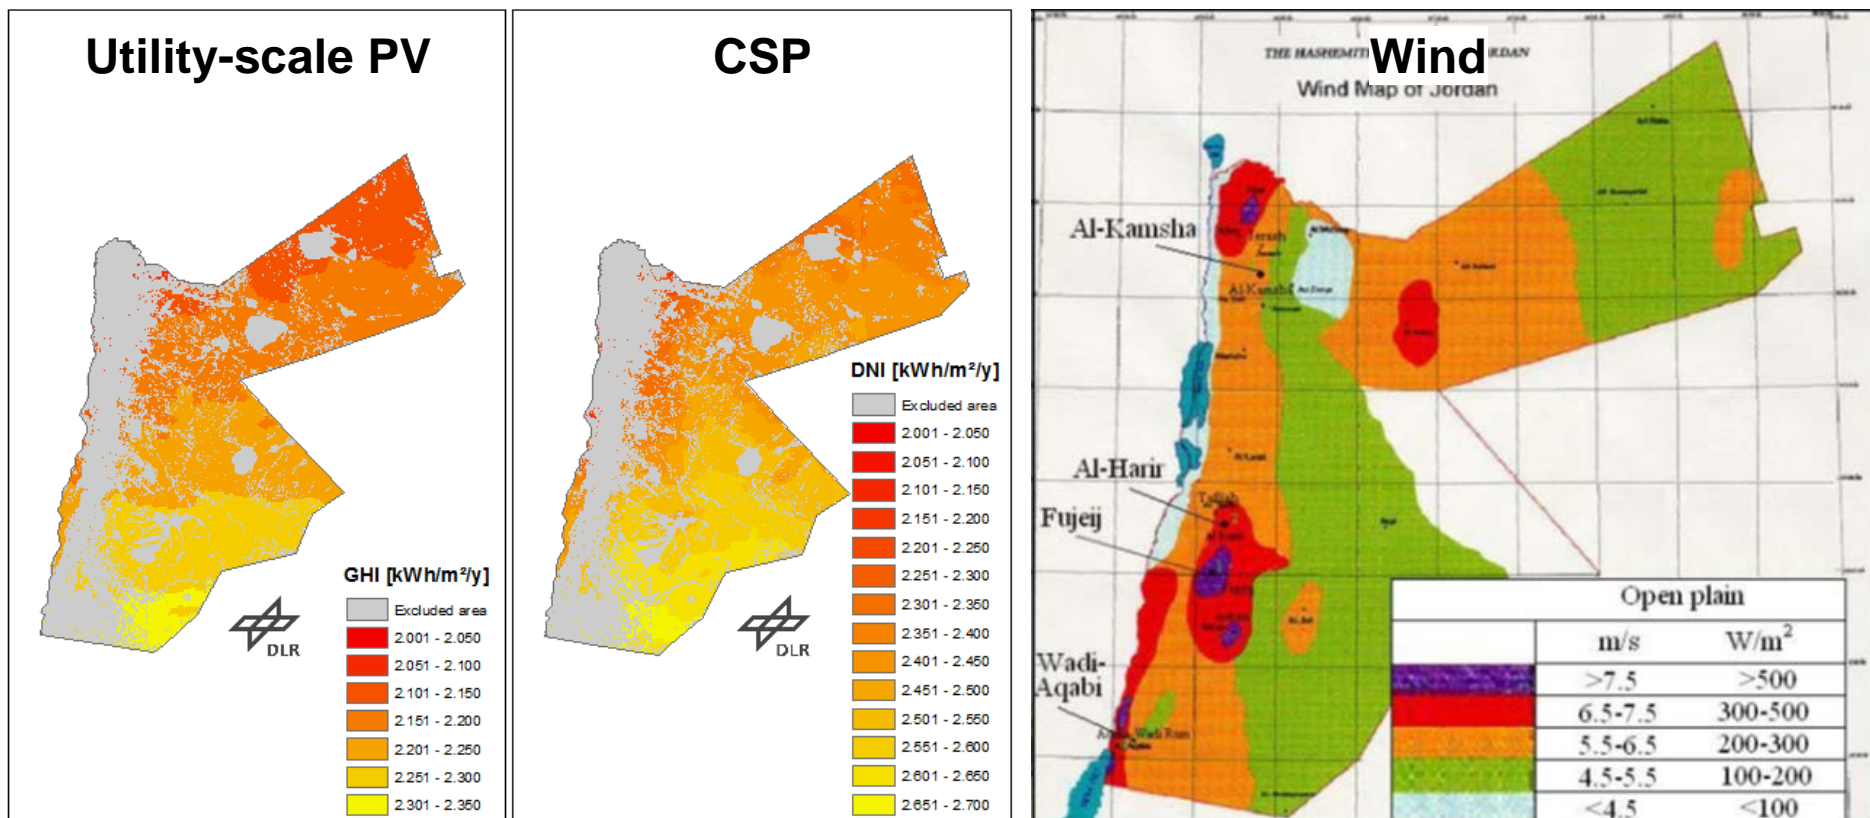 Utility-scale PV
GHI [kWh/m²/y]
Excluded area
2.001 - 2.050
2.051 - 2.100
2.101 - 2.150
2.151 - 2.200
2.201 - 2.250
2.251 - 2.300
2.301 - 2.350
DLR
CSP
DNI [kWh/m²/y]
Excluded area
2.001 - 2.050
2.051 - 2.100
2.101 - 2.150
2.151 - 2.200
2.201 - 2.250
2.251 - 2.300
2.301 - 2.350
2.351 - 2.400
2.401 - 2.450
2.451 - 2.500
2.501 - 2.550
2.551 - 2.600
2.601 - 2.650
2.651 - 2.700
DLR
Wind
THE HASHEMIT
Wind Map of Jordan
Al-Kamsha
Jerash
Al-Harir
Tafilah
Fujeij
Wadi-
Aqabi
Open plain
m/s W/m²
>7.5 >500
6.5-7.5 300-500
5.5-6.5 200-300
4.5-5.5 100-200
<4.5 <100